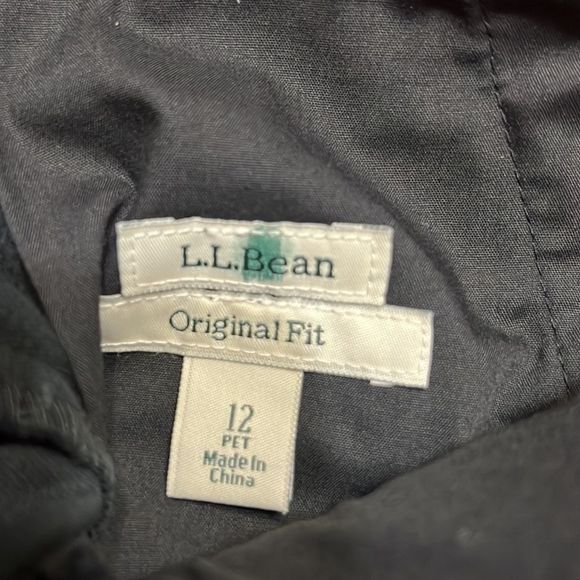 L.L.Bean
Original Fit
12
PET
Made In
China